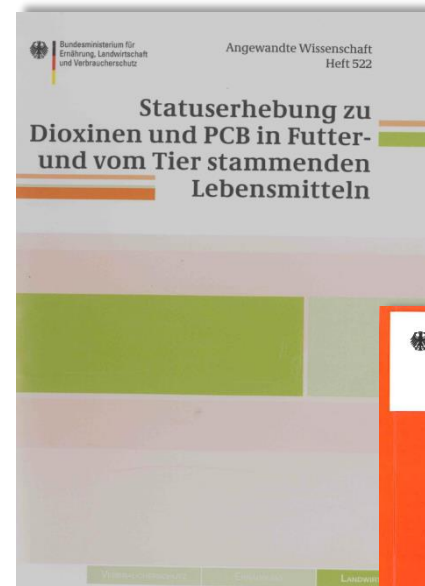 Bundesministerium für
Ernährung, Landwirtschaft
und Verbraucherschutz
Angewandte Wissenschaft
Heft 522
Statuserhebung zu
Dioxinen und PCB in Futter-
und vom Tier stammenden
Lebensmitteln